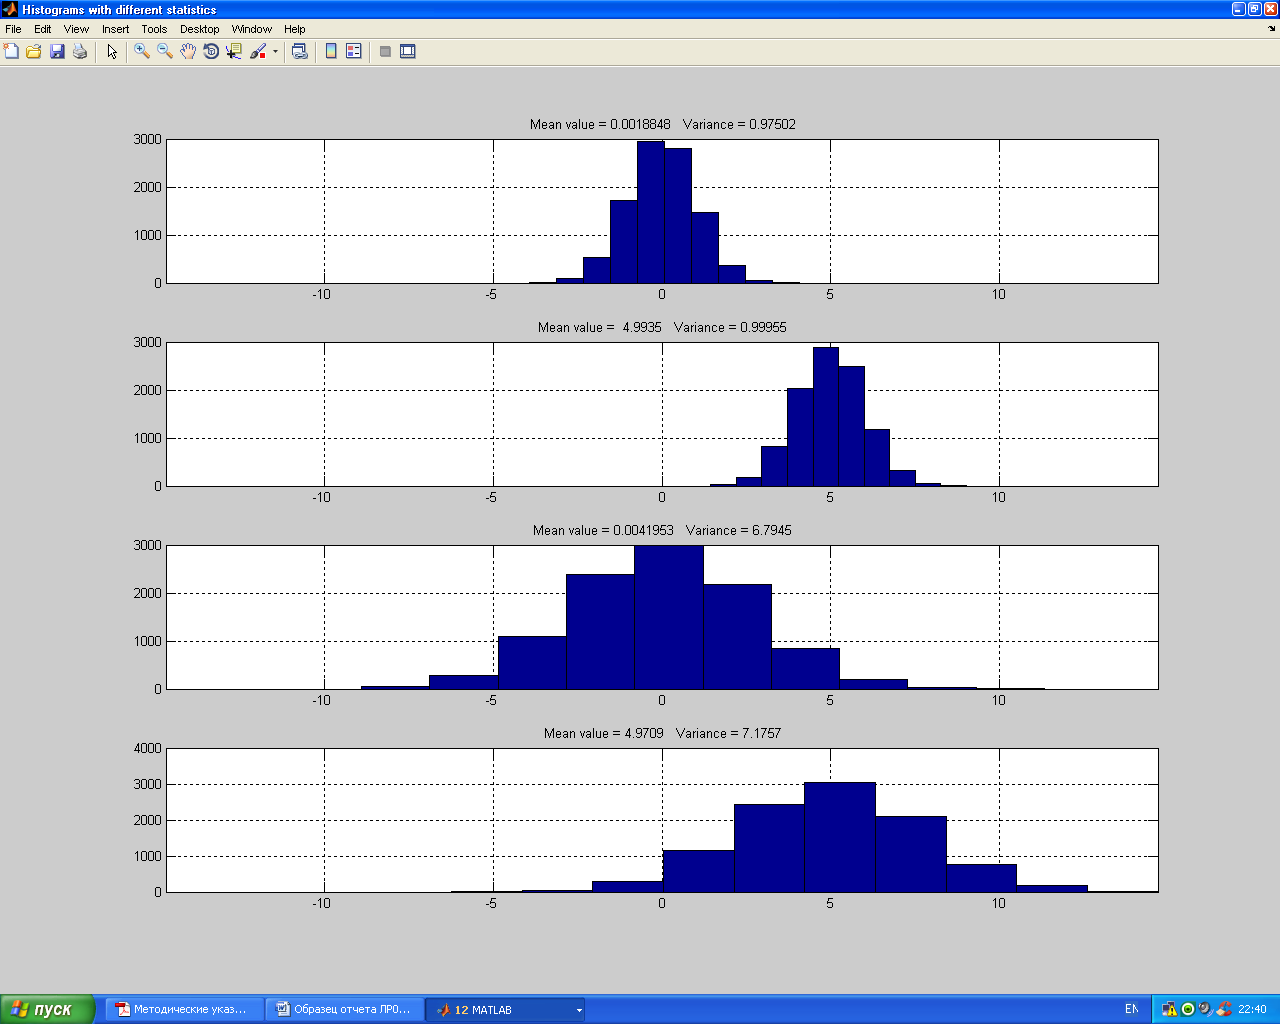 Histograms with different statistics
File Edit View Insert Tools Desktop Window Help
Mean value = 0.0018848 Variance = 0.97502
3000
2000
1000
0
-10 -5 0 5 10
Mean value = 4.9935 Variance = 0.99955
3000
2000
1000
0
-10 -5 0 5 10
Mean value = 0.0041953 Variance = 6.7945
3000
2000
1000
0
-10 -5 0 5 10
Mean value = 4.9709 Variance = 7.1757
4000
3000
2000
1000
0
-10 -5 0 5 10
пуск Методические указ... Образец отчета ЛР0... 12 MATLAB EN 22:40